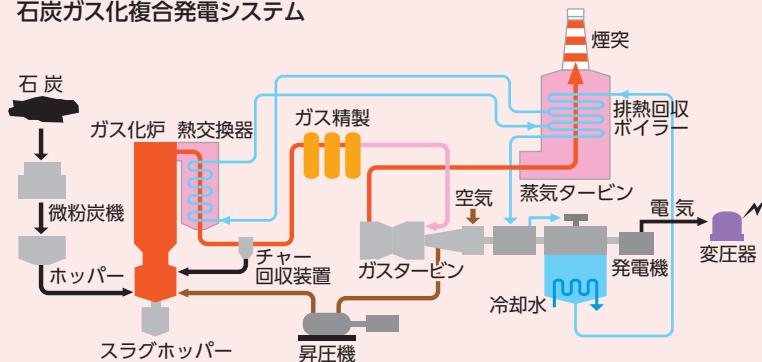 石炭ガス化複合発電システム
石炭
ガス化炉
熱交換器
ガス精製
煙突
排熱回収
ボイラー
微粉炭機
ホッパー
チャー
回収装置
空気
蒸気タービン
ガスタービン
電気
発電機
変圧器
冷却水
スラグホッパー
昇圧機